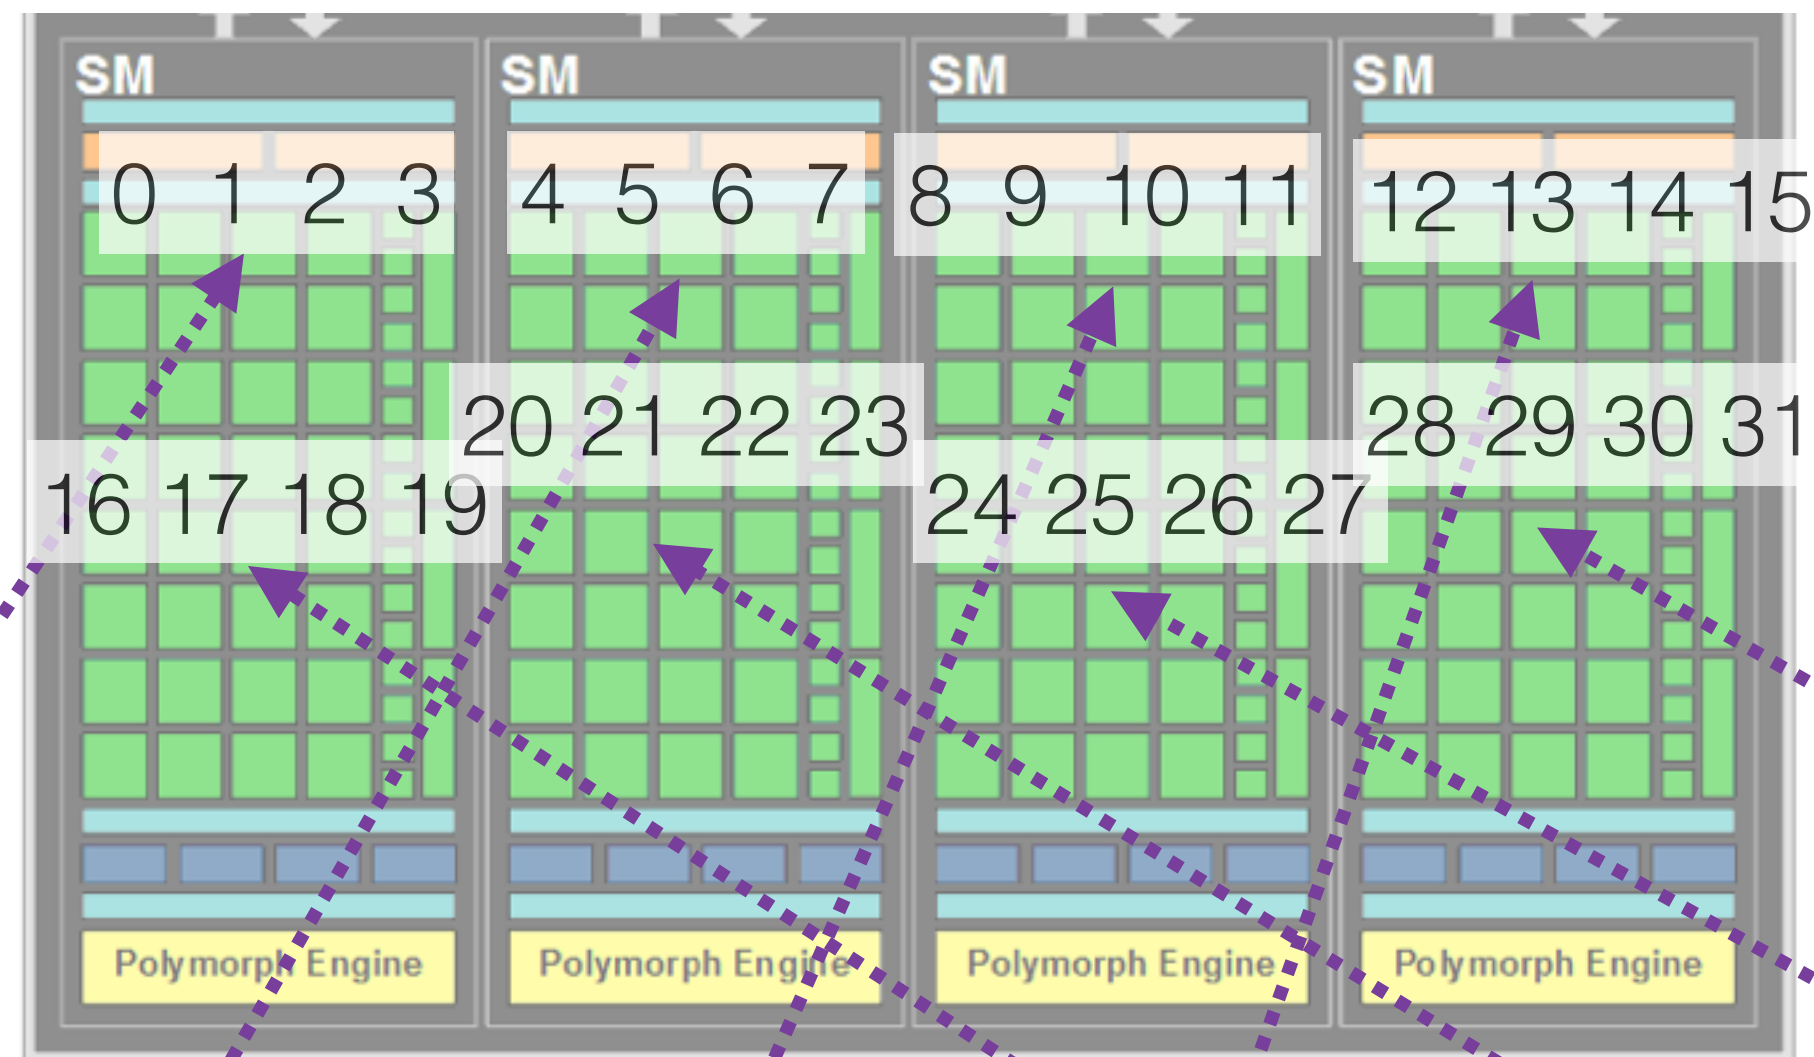 SM SM SM SM
0 1 2 3 4 5 6 7 8 9 10 11 12 13 14 15
20 21 22 23 28 29 30 31
16 17 18 19 24 25 26 27
Polymorph Engine Polymorph Engine Polymorph Engine Polymorph Engine